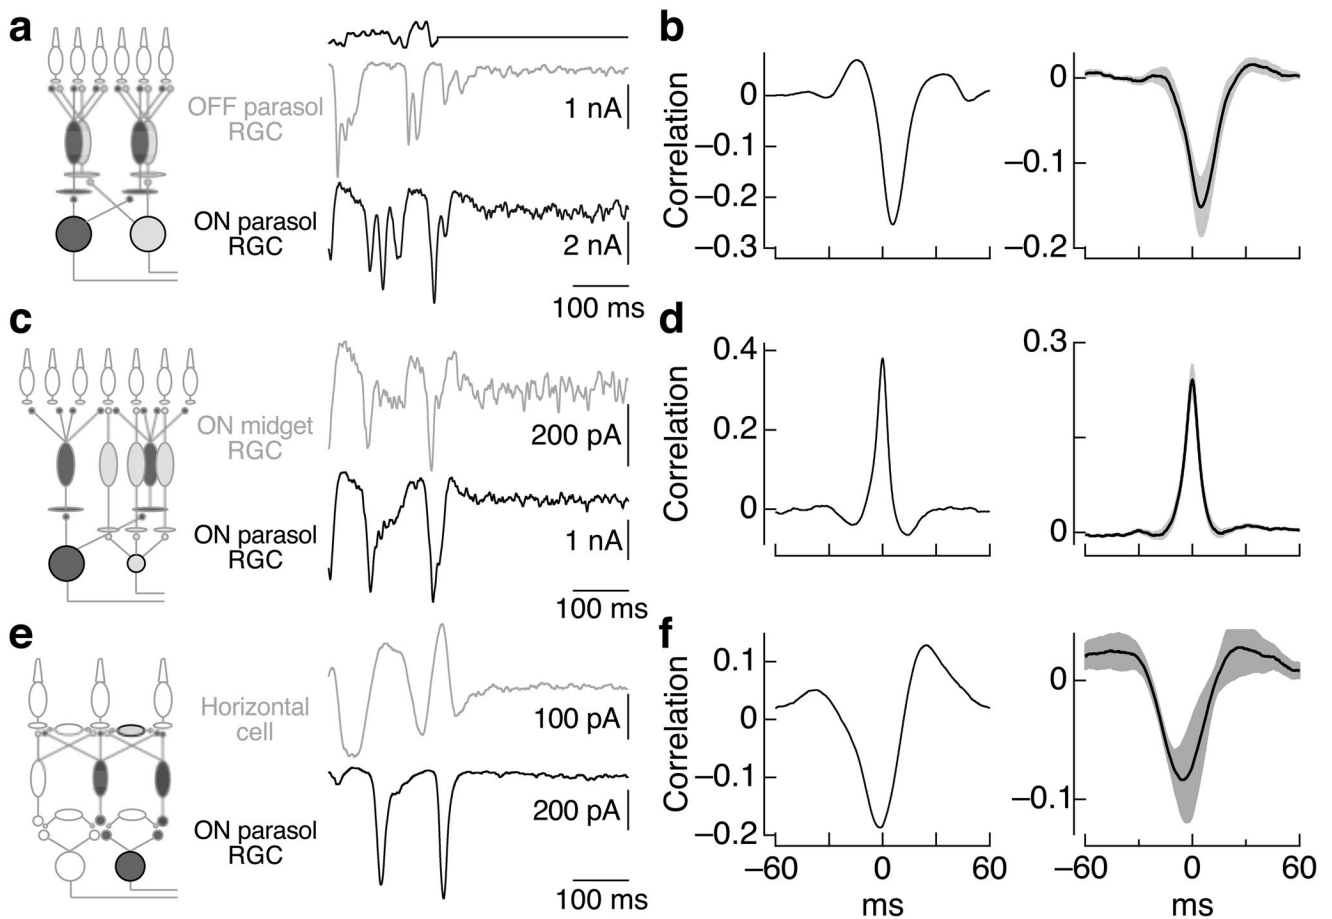 a
OFF parasol
RGC
1 nA
ON parasol
RGC
2 nA
100 ms
b
Correlation
0
–0.1
–0.2
–0.3
0
–0.1
–0.2
c
ON midget
RGC
200 pA
ON parasol
RGC
1 nA
100 ms
d
Correlation
0.4
0.2
0
0.3
0
e
Horizontal
cell
100 pA
ON parasol
RGC
200 pA
100 ms
f
Correlation
0.1
0
–0.1
–0.2
–60 0 60
ms
0
–0.1
–60 0 60
ms